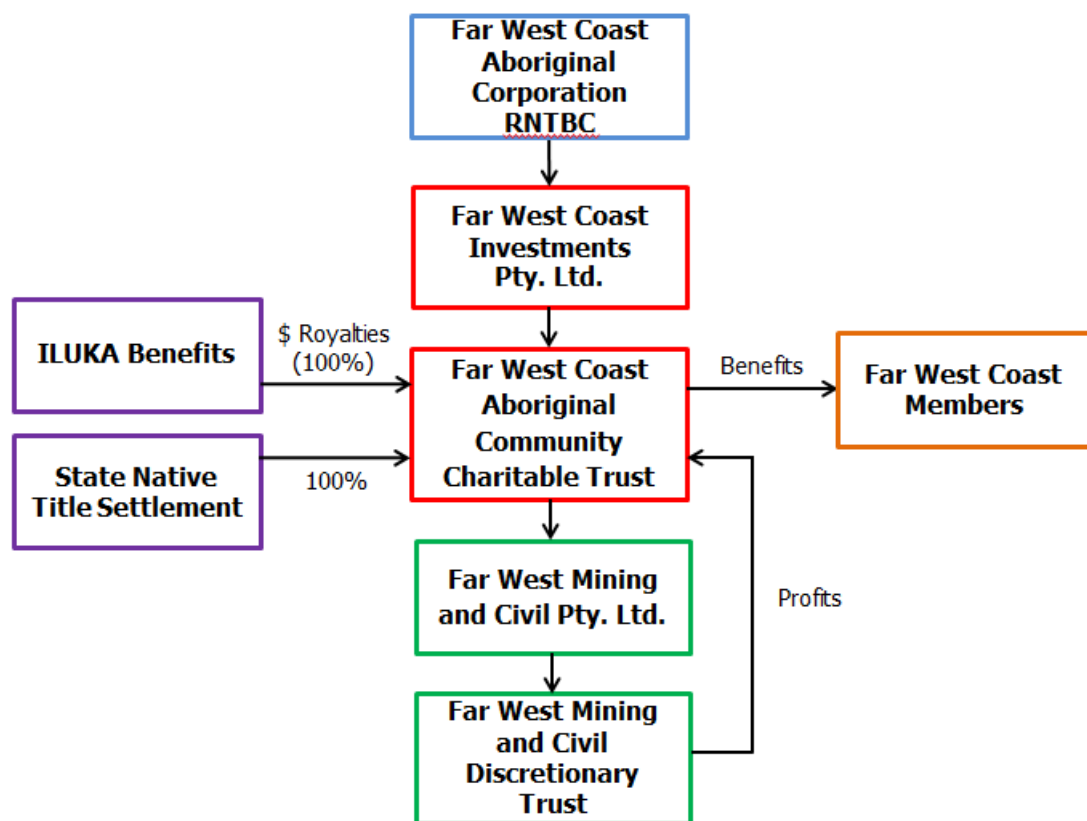 Far West Coast
Aboriginal
Corporation
RNTBC
Far West Coast
Investments
Pty. Ltd.
ILUKA Benefits
$ Royalties
(100%)
State Native
Title Settlement
100%
Far West Coast
Aboriginal
Community
Charitable Trust
Benefits
Far West Coast
Members
Far West Mining
and Civil Pty. Ltd.
Profits
Far West Mining
and Civil
Discretionary
Trust